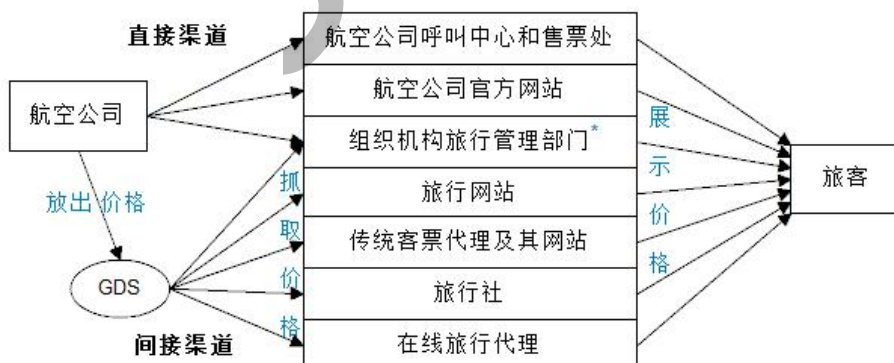 直接渠道
航空公司
放出 价格
GDS
间接渠道
抓取价格
航空公司呼叫中心和售票处
航空公司官方网站
组织机构旅行管理部门*
旅行网站
传统客票代理及其网站
旅行社
在线旅行代理
展示价格
旅客